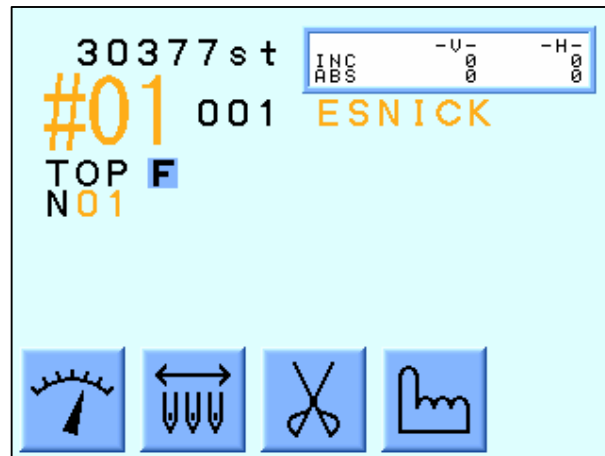 30377st
-V- -H-
INC 0 0
ABS 0 0
#01 001 ESNICK
TOP F
N01